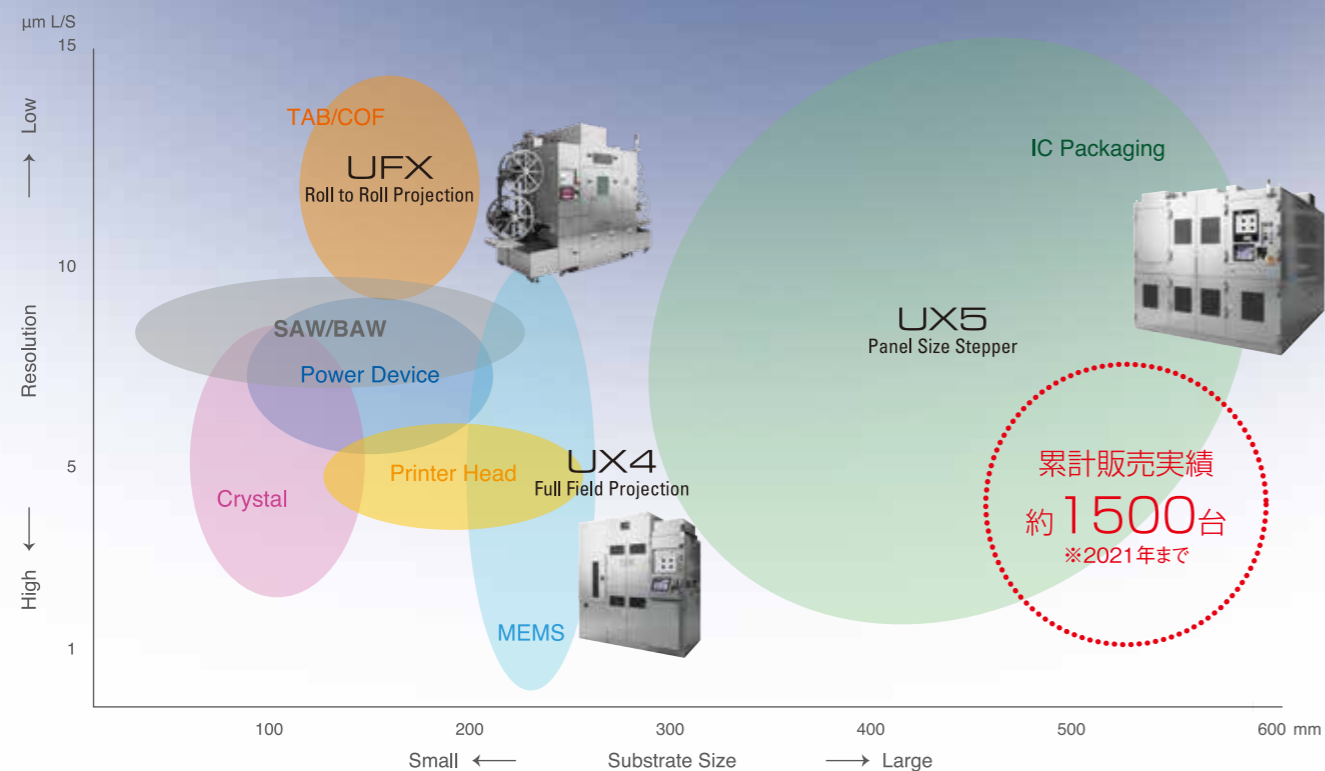 μm L/S
15
10
5
1
Low
Resolution
High
TAB/COF
UFX
Roll to Roll Projection
IC Packaging
SAW/BAW
Power Device
UX5
Panel Size Stepper
Printer Head
UX4
Full Field Projection
Crystal
MEMS
累計販売実績
約1500台
※2021年まで
100
200
300
400
500
600 mm
Small ← Substrate Size → Large